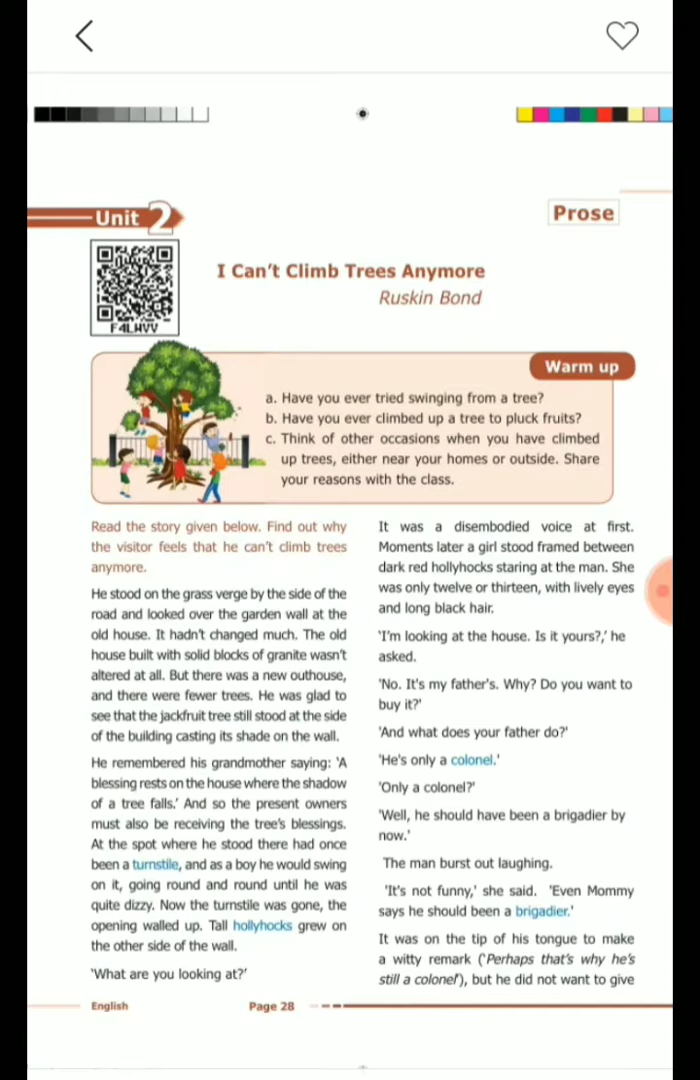 Unit 2
Prose
F4LHVV
I Can't Climb Trees Anymore
Ruskin Bond
Warm up
a. Have you ever tried swinging from a tree?
b. Have you ever climbed up a tree to pluck fruits?
c. Think of other occasions when you have climbed
up trees, either near your homes or outside. Share
your reasons with the class.
Read the story given below. Find out why
the visitor feels that he can't climb trees
anymore.
He stood on the grass verge by the side of the
road and looked over the garden wall at the
old house. It hadn't changed much. The old
house built with solid blocks of granite wasn't
altered at all. But there was a new outhouse,
and there were fewer trees. He was glad to
see that the jackfruit tree still stood at the side
of the building casting its shade on the wall.
He remembered his grandmother saying: 'A
blessing rests on the house where the shadow
of a tree falls.' And so the present owners
must also be receiving the tree's blessings.
At the spot where he stood there had once
been a turnstile, and as a boy he would swing
on it, going round and round until he was
quite dizzy. Now the turnstile was gone, the
opening walled up. Tall hollyhocks grew on
the other side of the wall.
'What are you looking at?'
It was a disembodied voice at first.
Moments later a girl stood framed between
dark red hollyhocks staring at the man. She
was only twelve or thirteen, with lively eyes
and long black hair.
'I'm looking at the house. Is it yours?,' he
asked.
'No. It's my father's. Why? Do you want to
buy it?'
'And what does your father do?'
'He's only a colonel.'
'Only a colonel?'
'Well, he should have been a brigadier by
now.'
The man burst out laughing.
'It's not funny,' she said. 'Even Mommy
says he should been a brigadier.'
It was on the tip of his tongue to make
a witty remark ('Perhaps that's why he's
still a colonel'), but he did not want to give
English
Page 28